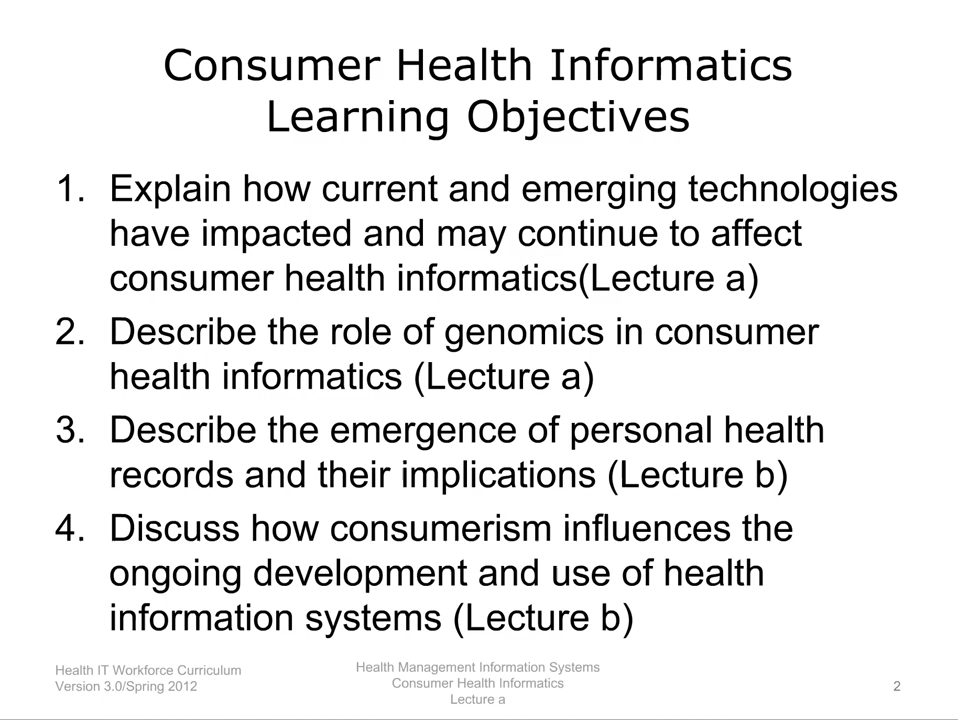 Consumer Health Informatics
Learning Objectives
1. Explain how current and emerging technologies
have impacted and may continue to affect
consumer health informatics(Lecture a)
2. Describe the role of genomics in consumer
health informatics (Lecture a)
3. Describe the emergence of personal health
records and their implications (Lecture b)
4. Discuss how consumerism influences the
ongoing development and use of health
information systems (Lecture b)
Health IT Workforce Curriculum
Version 3.0/Spring 2012
Health Management Information Systems
Consumer Health Informatics
Lecture a
2